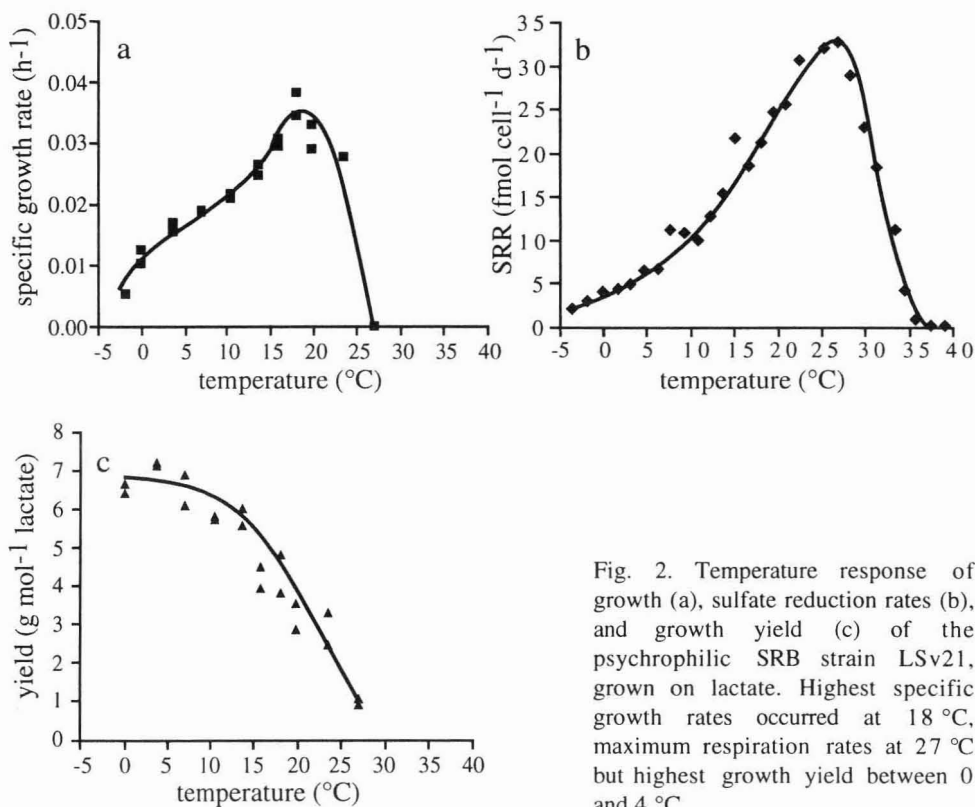 a
specific growth rate (h-1)
0.05
0.04
0.03
0.02
0.01
0.00
-5 0 5 10 15 20 25 30 35 40
temperature (°C)
b
SRR (fmol cell-1 d-1)
35
30
25
20
15
10
5
0
-5 0 5 10 15 20 25 30 35 40
temperature (°C)
c
yield (g mol-1 lactate)
8
7
6
5
4
3
2
1
0
-5 0 5 10 15 20 25 30 35 40
temperature (°C)
Fig. 2. Temperature response of
growth (a), sulfate reduction rates (b),
and growth yield (c) of the
psychrophilic SRB strain LSv21,
grown on lactate. Highest specific
growth rates occurred at 18 °C,
maximum respiration rates at 27 °C
but highest growth yield between 0
and 4 °C